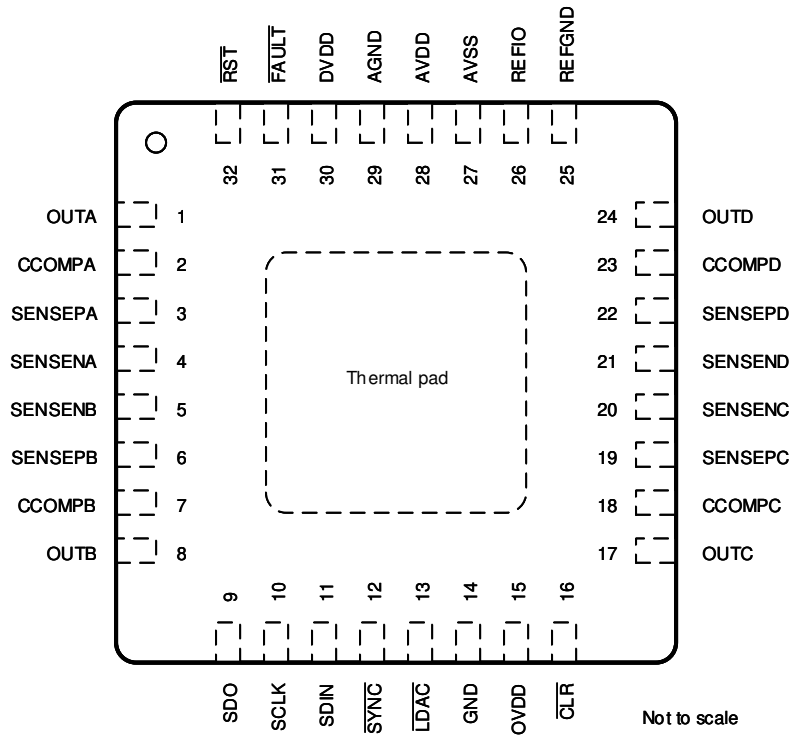 RST
FAULT
DVDD
AGND
AVDD
AVSS
REFIO
REFGND
32
31
30
29
28
27
26
25
OUTA 1 24 OUTD
CCOMPA 2 23 CCOMPD
SENSEPA 3 22 SENSEPD
SENSENA 4 21 SENSEND
Thermal pad
SENSENB 5 20 SENSENC
SENSEPB 6 19 SENSEPC
CCOMPB 7 18 CCOMPC
OUTB 8 17 OUTC
9
10
11
12
13
14
15
16
SDO
SCLK
SDIN
SYNC
LDAC
GND
OVDD
CLR
Not to scale